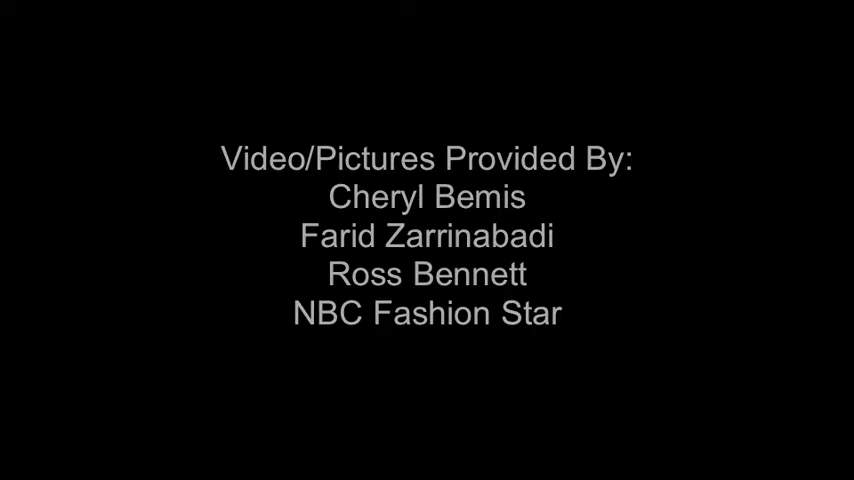 Video/Pictures Provided By:
Cheryl Bemis
Farid Zarrinabadi
Ross Bennett
NBC Fashion Star